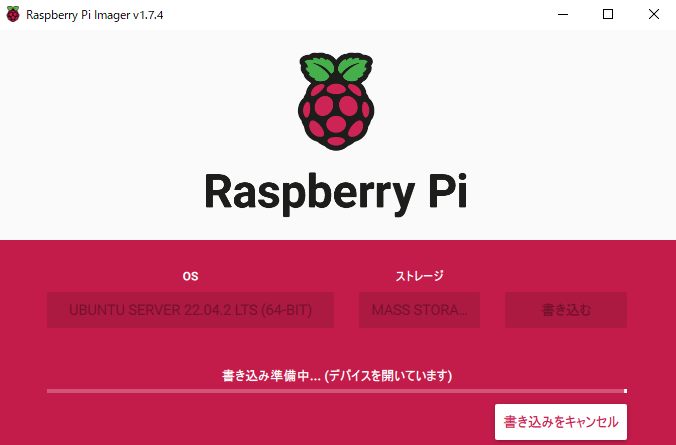 Raspberry Pi Imager v1.7.4
Raspberry Pi
OS
ストレージ
UBUNTU SERVER 22.04.2 LTS (64-BIT)
MASS STORA...
書き込む
書き込み準備中... (デバイスを開いています)
書き込みをキャンセル